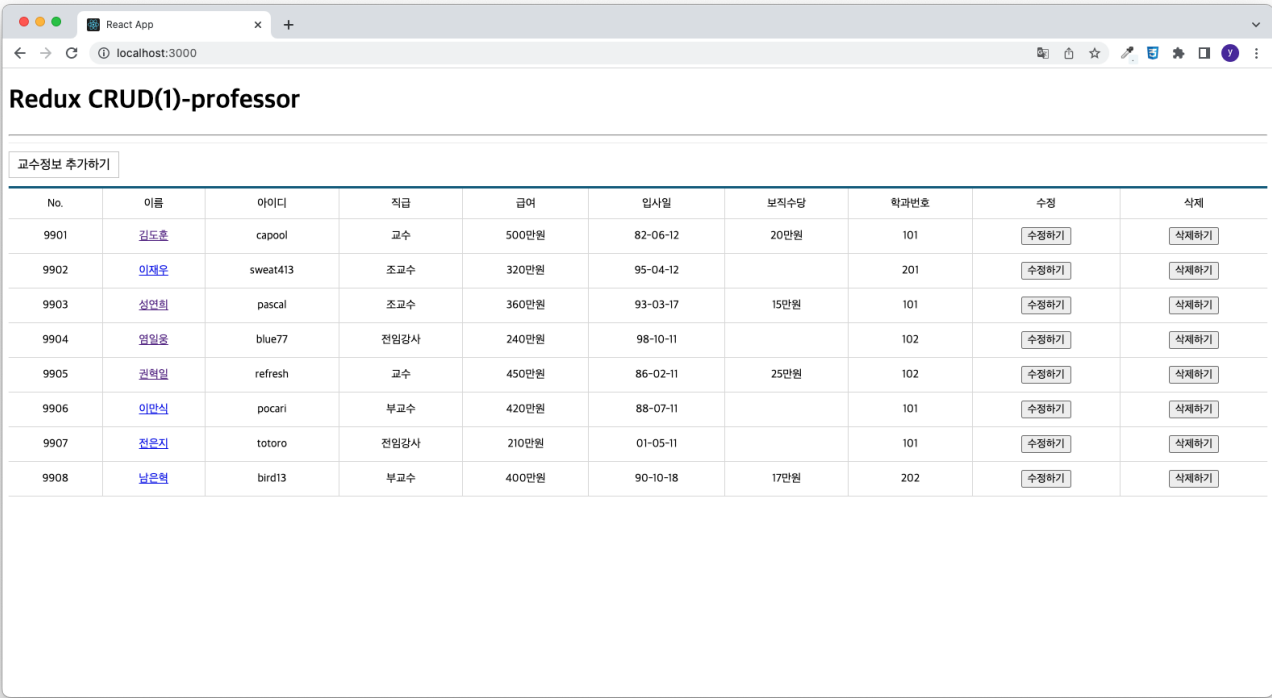 React App
localhost:3000
y
Redux CRUD(1)-professor
교수정보 추가하기
No. 이름 아이디 직급 급여 입사일 보직수당 학과번호 수정 삭제
9901 김도훈 capool 교수 500만원 82-06-12 20만원 101 수정하기 삭제하기
9902 이재우 sweat413 조교수 320만원 95-04-12 201 수정하기 삭제하기
9903 성연희 pascal 조교수 360만원 93-03-17 15만원 101 수정하기 삭제하기
9904 염일웅 blue77 전임강사 240만원 98-10-11 102 수정하기 삭제하기
9905 권혁일 refresh 교수 450만원 86-02-11 25만원 102 수정하기 삭제하기
9906 이만식 pocari 부교수 420만원 88-07-11 101 수정하기 삭제하기
9907 전은지 totoro 전임강사 210만원 01-05-11 101 수정하기 삭제하기
9908 남은혁 bird13 부교수 400만원 90-10-18 17만원 202 수정하기 삭제하기